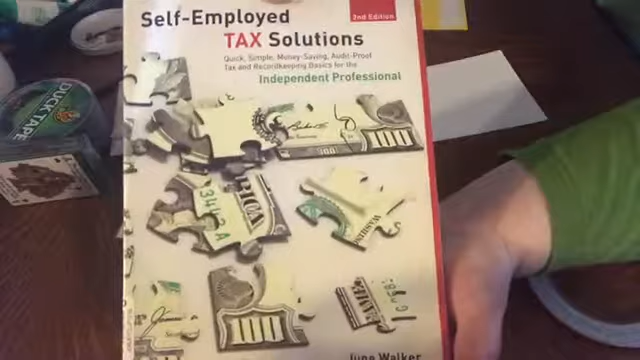 Self-Employed
TAX Solutions
2nd Edition
Quick, Simple, Money-Saving, Audit-Proof
Tax and Recordkeeping Basics for the
Independent Professional
June Walker
DUCK TAPE